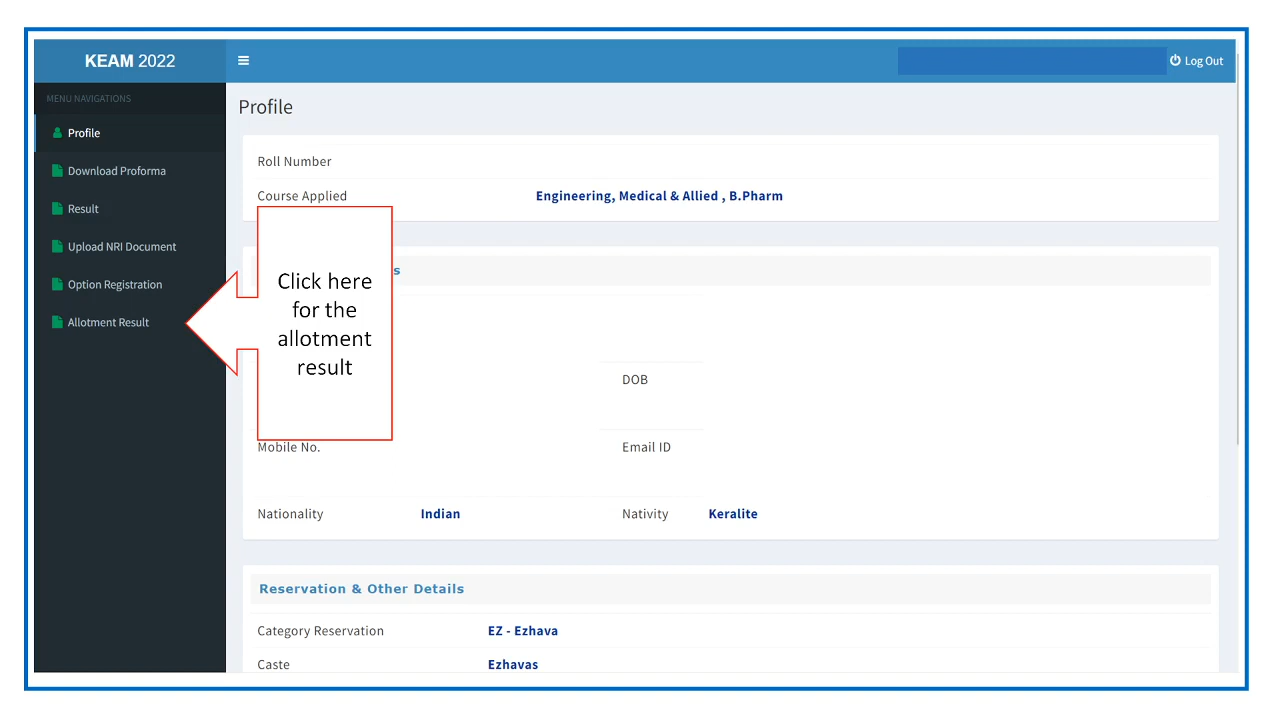 KEAM 2022
Log Out
MENU NAVIGATIONS
Profile
Download Proforma
Result
Upload NRI Document
Option Registration
Allotment Result
Profile
Roll Number
Course Applied Engineering, Medical & Allied , B.Pharm
s
Click here
for the
allotment
result
DOB
Mobile No. Email ID
Nationality Indian Nativity Keralite
Reservation & Other Details
Category Reservation EZ - Ezhava
Caste Ezhavas